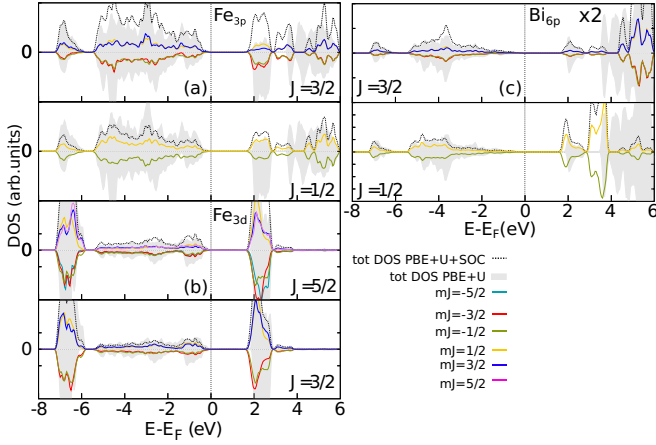 Fe3p
0
(a)
J=3/2
0
J=1/2
Fe3d
0
(b)
J=5/2
0
J=3/2
-8 -6 -4 -2 0 2 4 6
E-EF (eV)
DOS (arb.units)
Bi6p x2
0
(c)
J=3/2
0
J=1/2
-8 -6 -4 -2 0 2 4 6
E-EF(eV)
tot DOS PBE+U+SOC
tot DOS PBE+U
mJ=-5/2
mJ=-3/2
mJ=-1/2
mJ=1/2
mJ=3/2
mJ=5/2